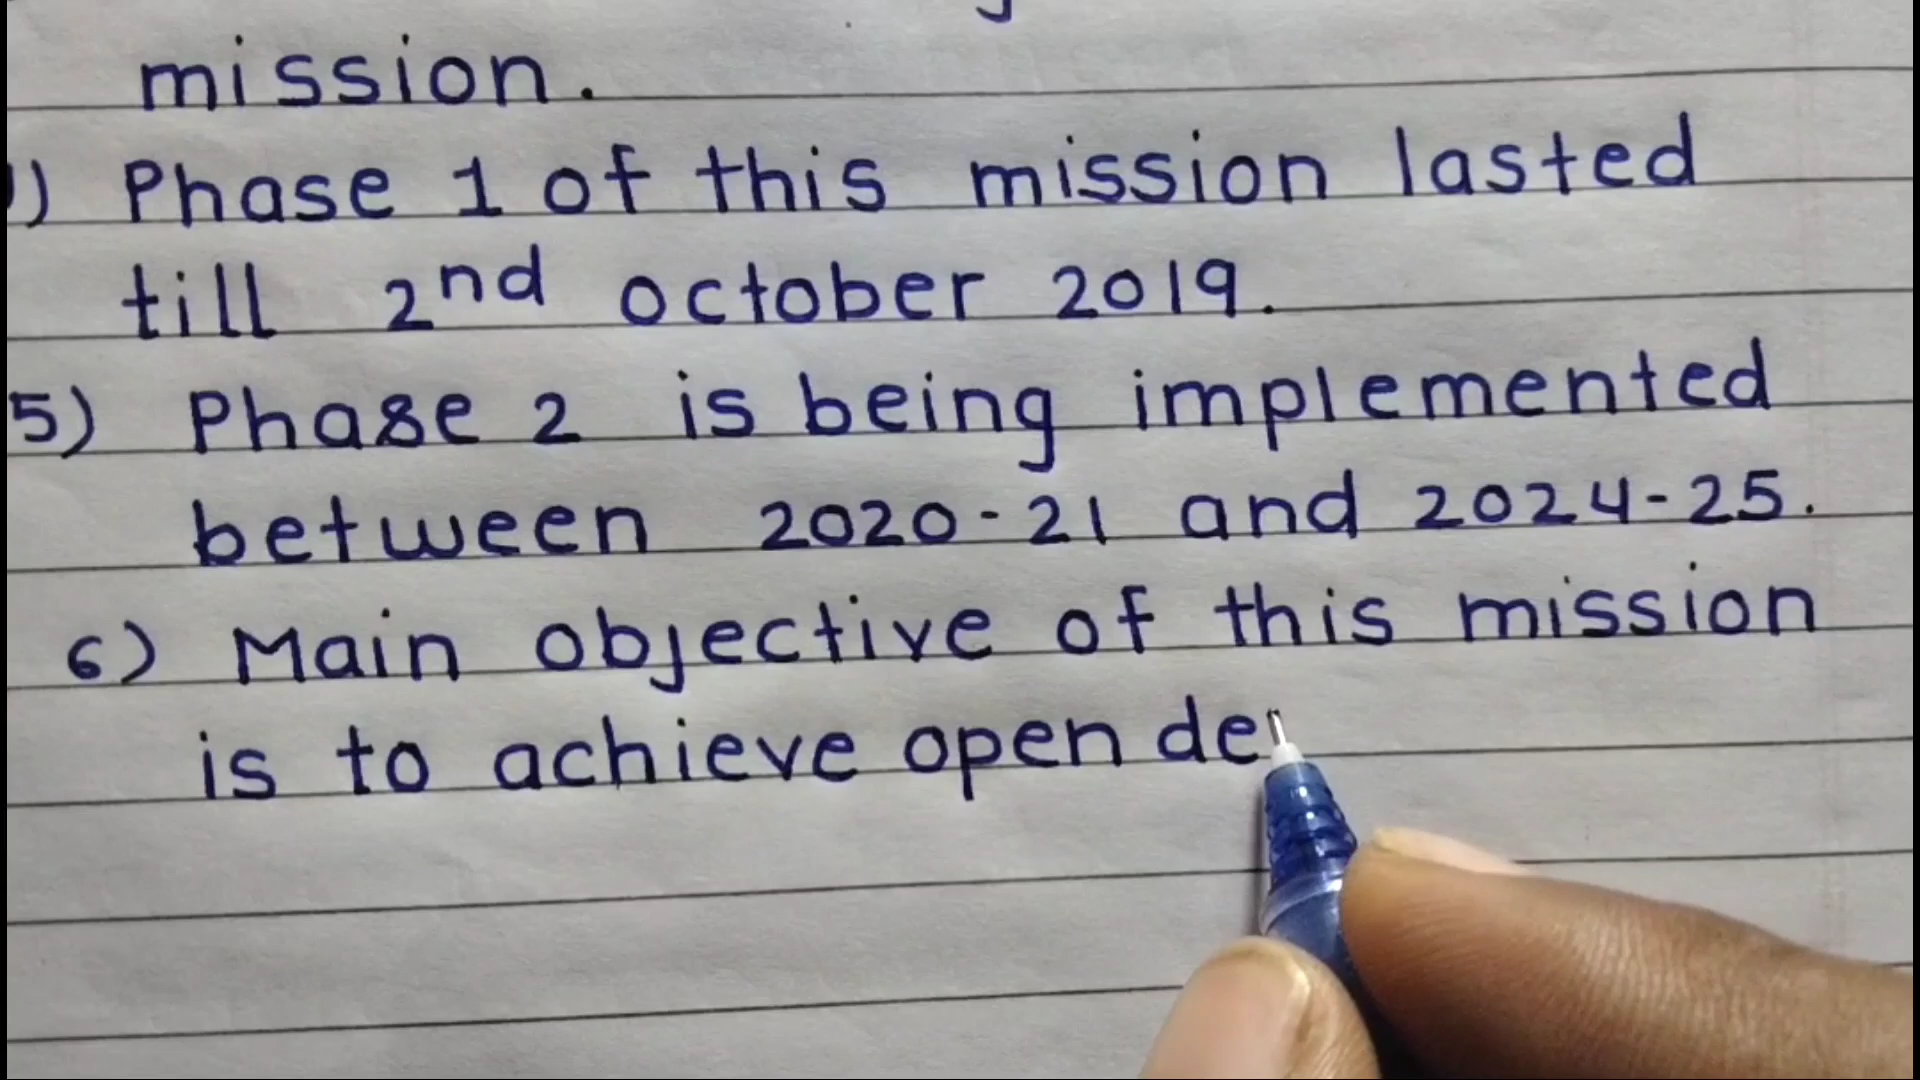 mission.
) Phase 1 of this mission lasted
till 2nd october 2019.
5) Phase 2 is being implemented
between 2020-21 and 2024-25.
6) Main objective of this mission
is to achieve open de